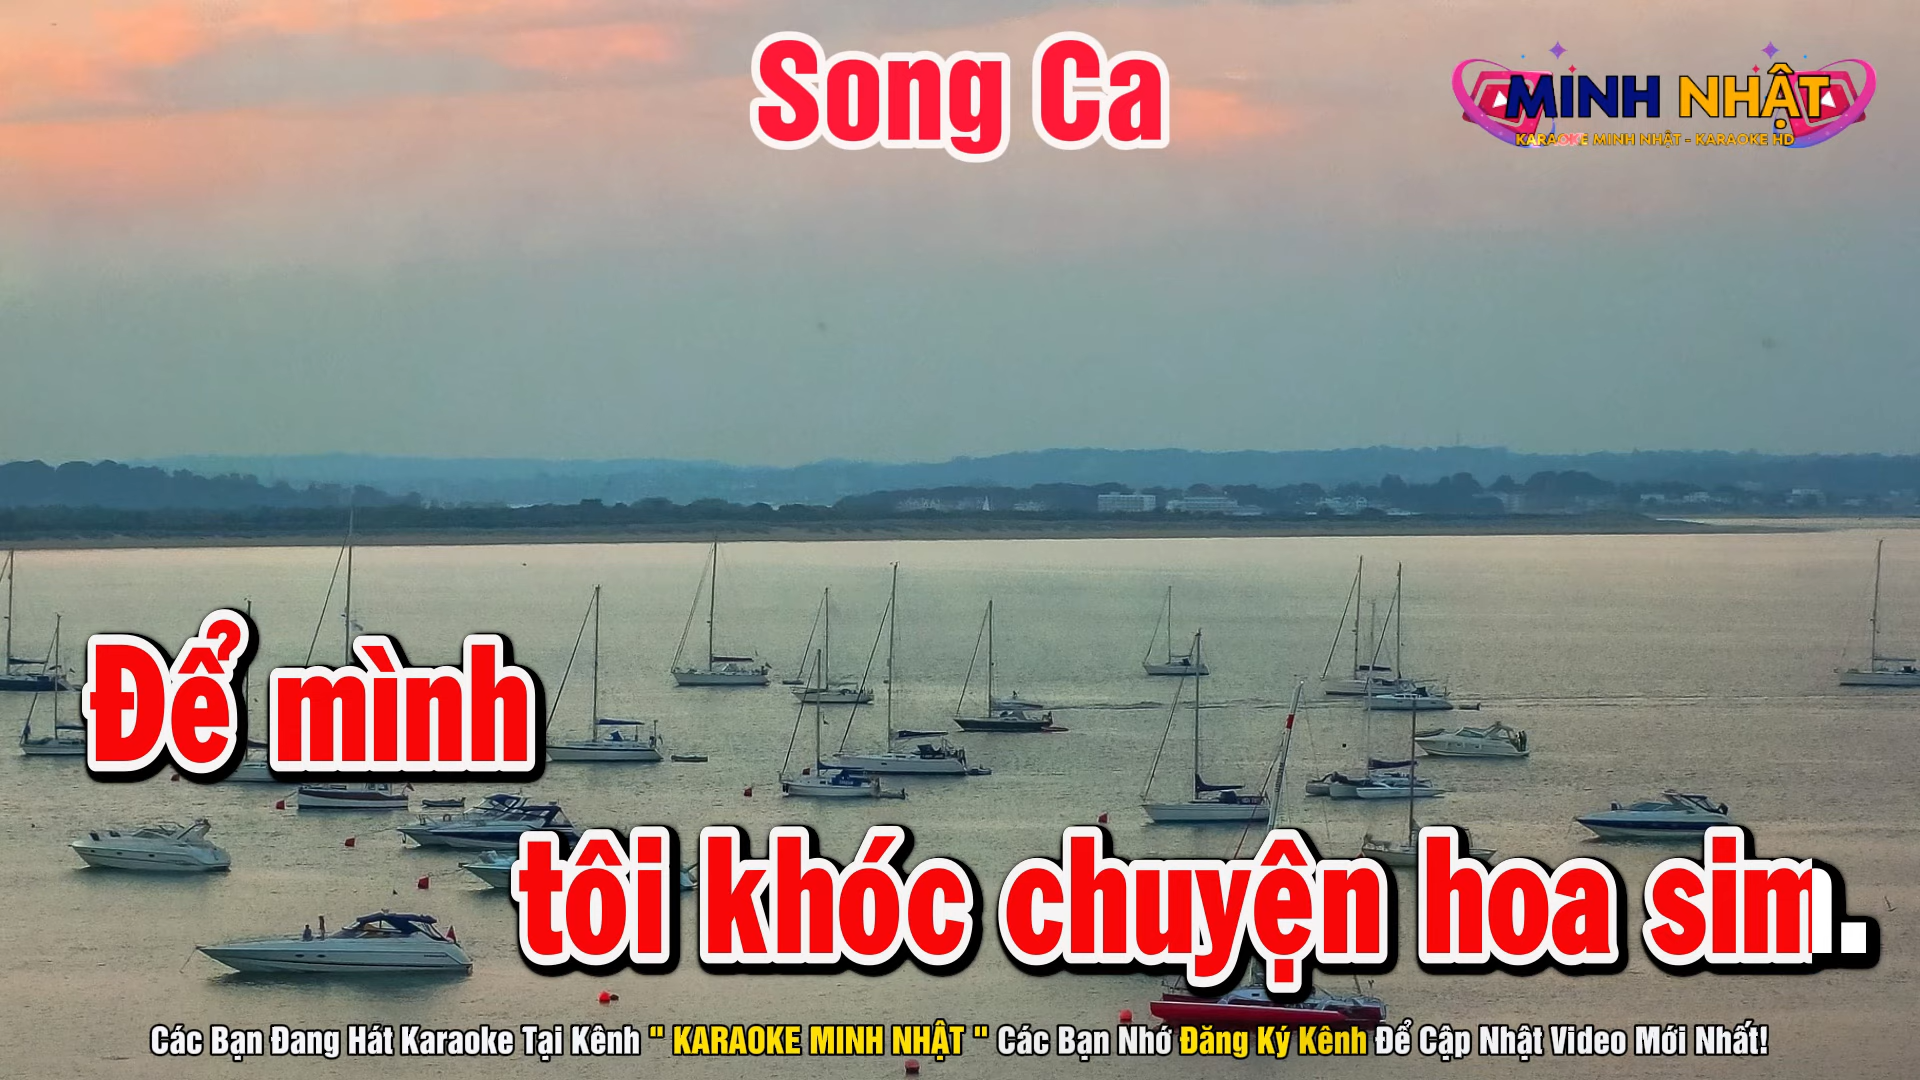 Song Ca
MINH NHẬT
KARAOKE MINH NHẬT - KARAOKE HD
Để mình
tôi khóc chuyện hoa sim.
Các Bạn Đang Hát Karaoke Tại Kênh " KARAOKE MINH NHẬT " Các Bạn Nhớ Đăng Ký Kênh Để Cập Nhật Video Mới Nhất!